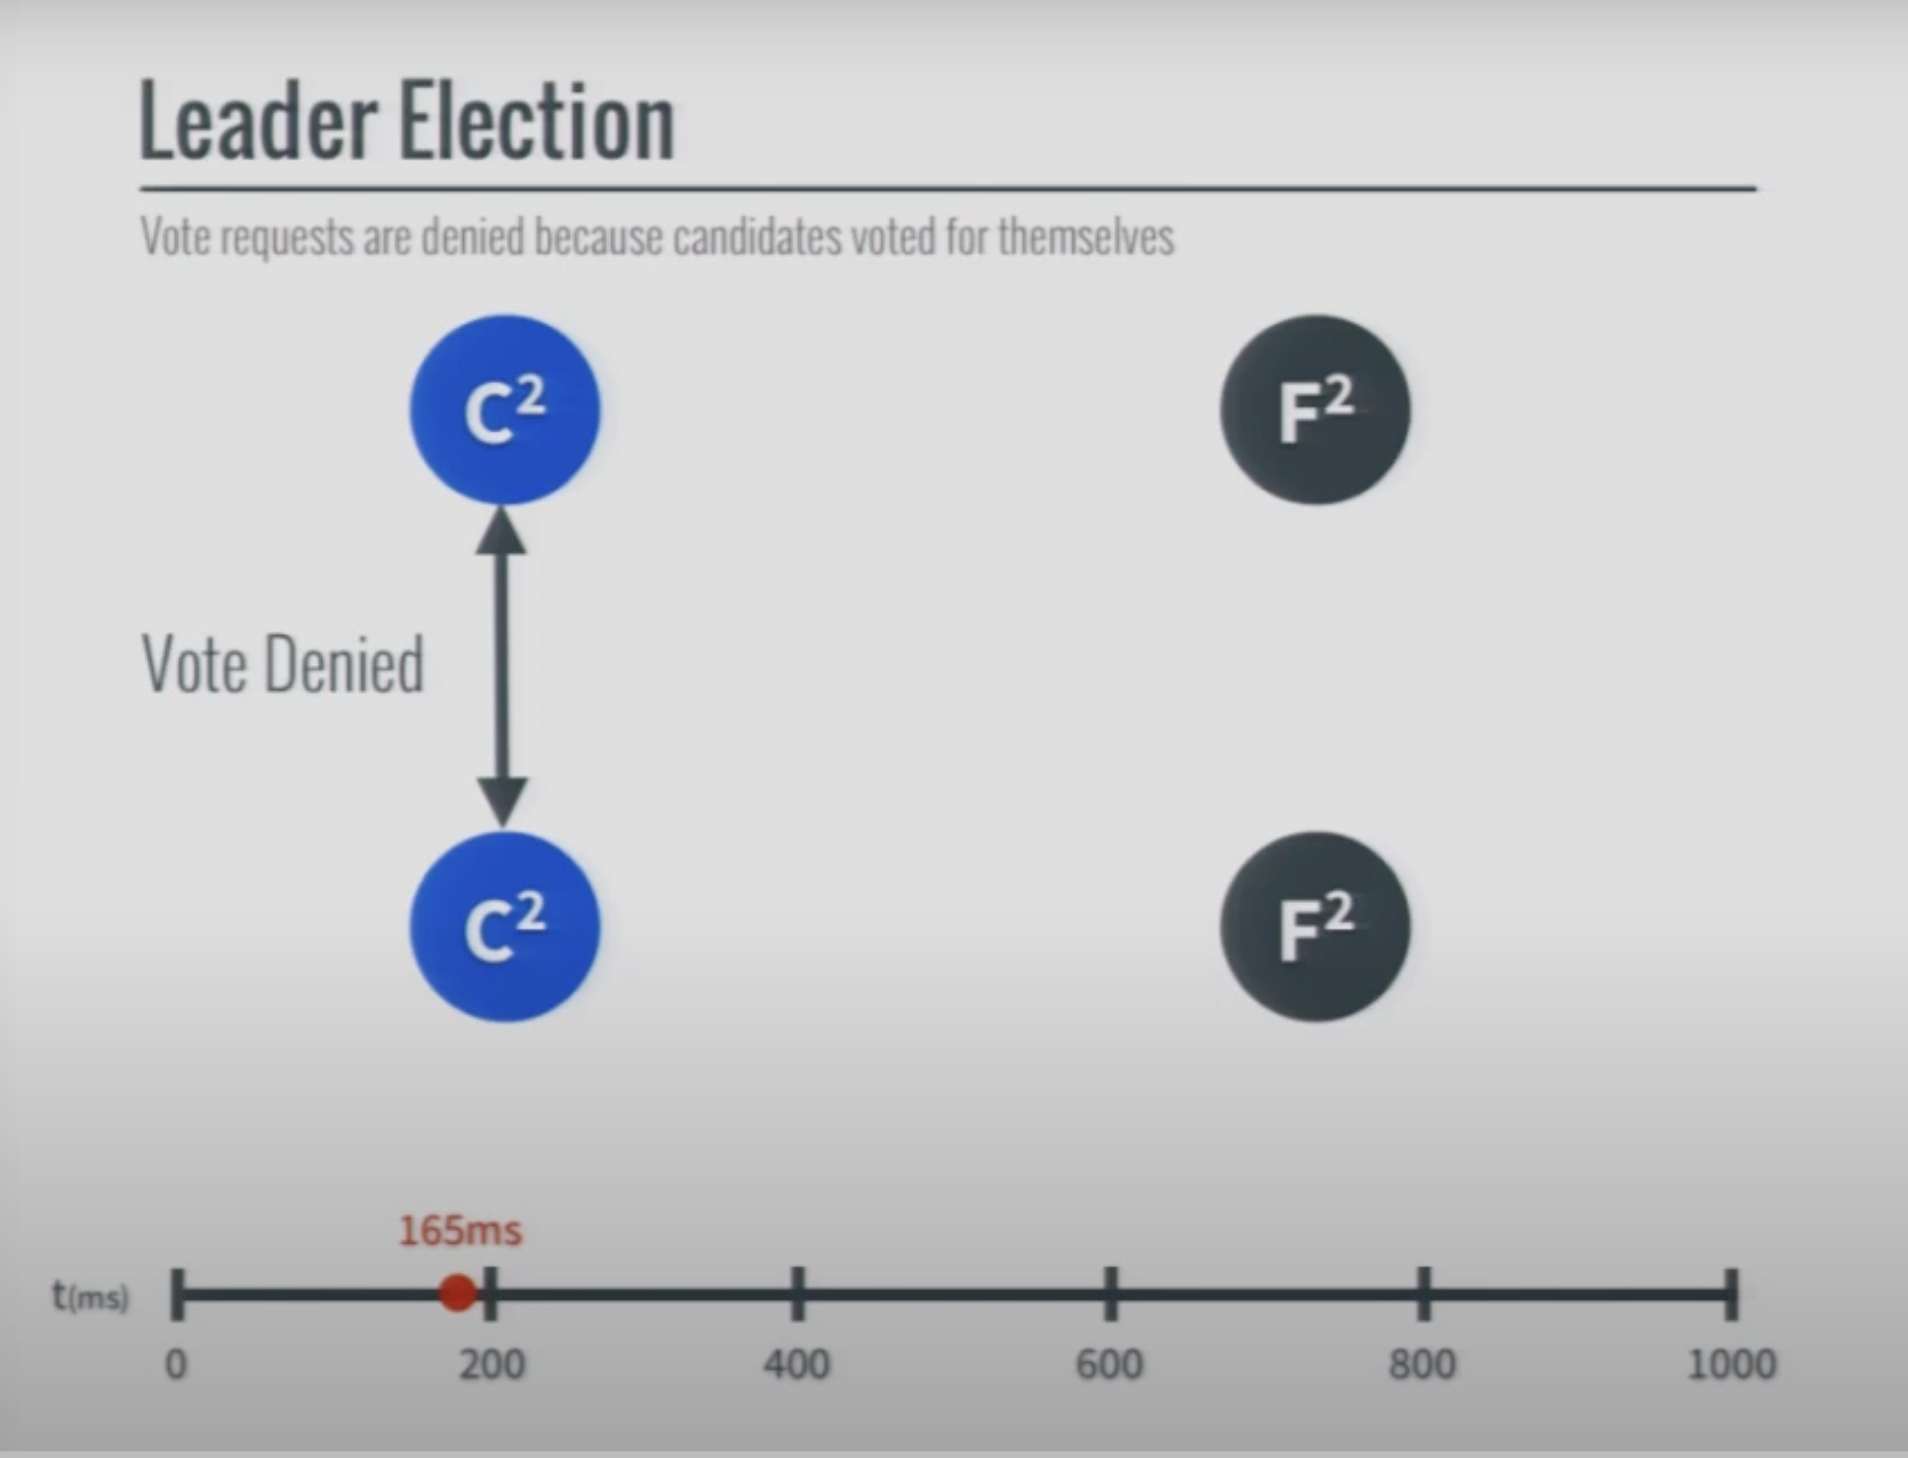 Leader Election
Vote requests are denied because candidates voted for themselves
C²
F²
Vote Denied
C²
F²
165ms
t(ms)
0 200 400 600 800 1000